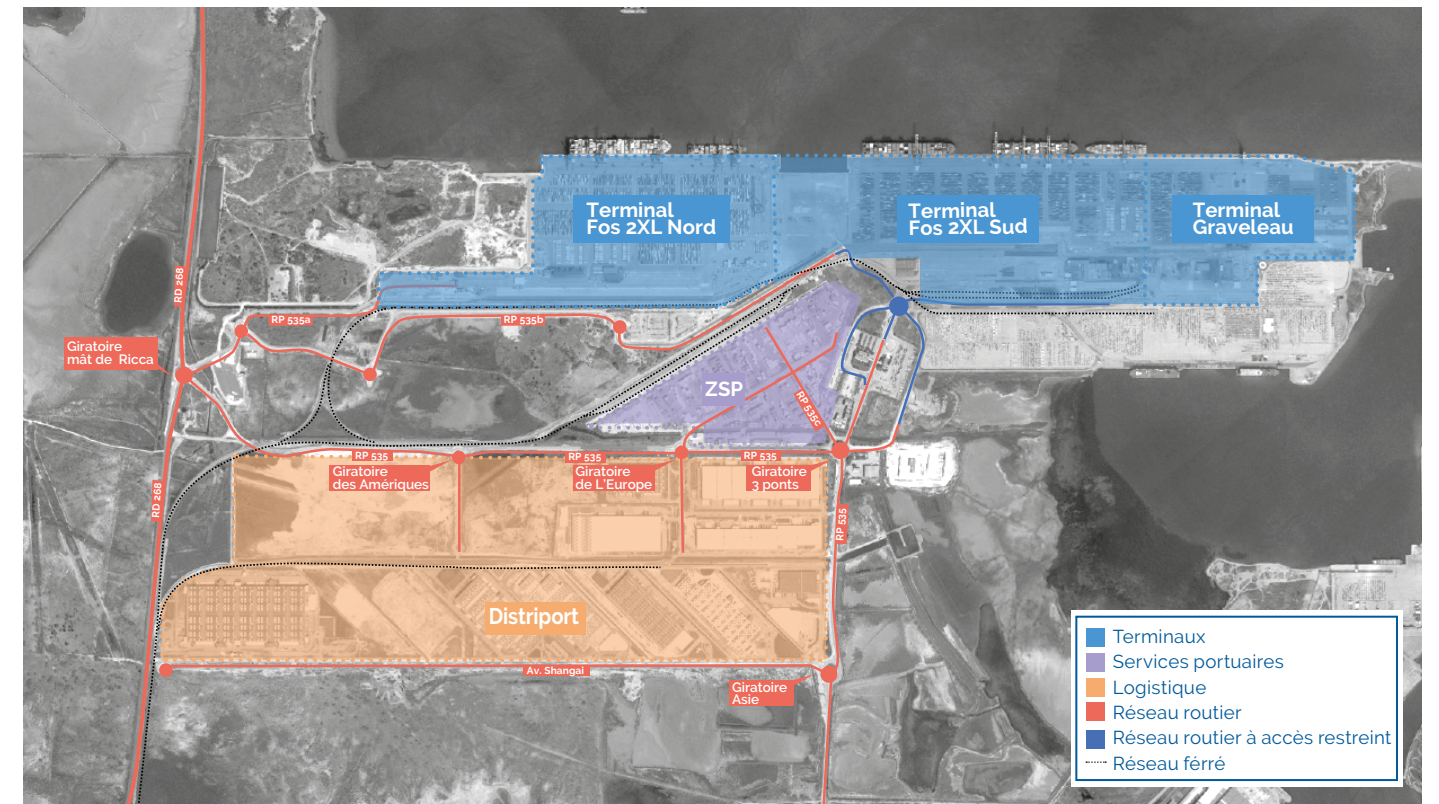 Terminal
Fos 2XL Nord
Terminal
Fos 2XL Sud
Terminal
Graveleau
RD 268
RP 535a
RP 535b
Giratoire
mât de Ricca
ZSP
RP 535c
RP 535
RP 535
RP 535
Giratoire
des Amériques
Giratoire
de L'Europe
Giratoire
3 ponts
RD 268
RP 535
Distriport
Av. Shangai
Giratoire
Asie
Terminaux
Services portuaires
Logistique
Réseau routier
Réseau routier à accès restreint
Réseau férré